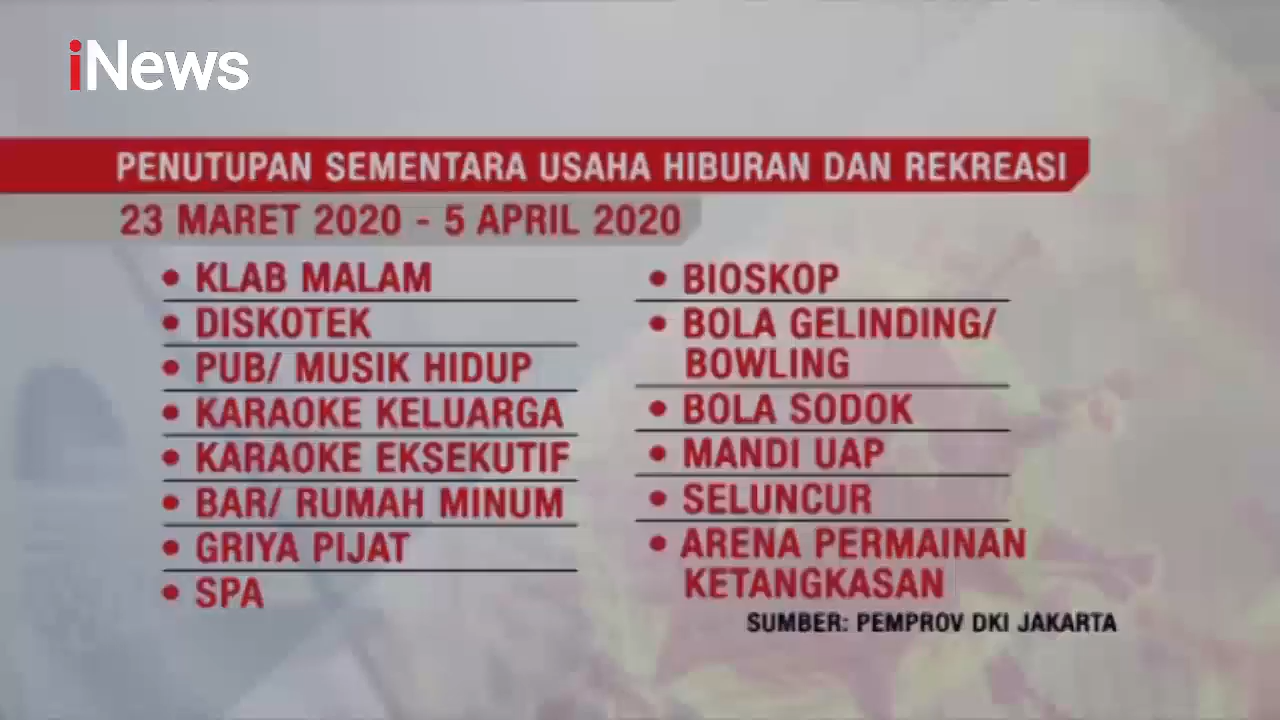 iNews
PENUTUPAN SEMENTARA USAHA HIBURAN DAN REKREASI
23 MARET 2020 - 5 APRIL 2020
• KLAB MALAM
• DISKOTEK
• PUB/ MUSIK HIDUP
• KARAOKE KELUARGA
• KARAOKE EKSEKUTIF
• BAR/ RUMAH MINUM
• GRIYA PIJAT
• SPA
• BIOSKOP
• BOLA GELINDING/
BOWLING
• BOLA SODOK
• MANDI UAP
• SELUNCUR
• ARENA PERMAINAN
KETANGKASAN
SUMBER: PEMPROV DKI JAKARTA